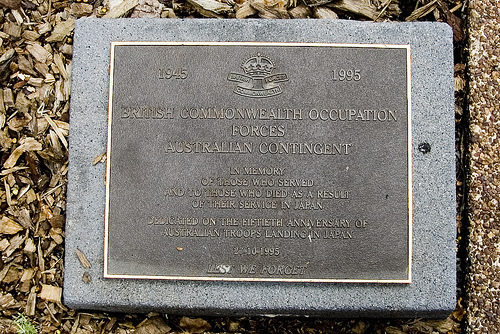 1945 1995
BRITISH COMMONWEALTH OCCUPATION
FORCES
AUSTRALIAN CONTINGENT
IN MEMORY
OF THOSE WHO SERVED
AND TO THOSE WHO DIED AS A RESULT
OF THEIR SERVICE IN JAPAN
DEDICATED ON THE FIFTIETH ANNIVERSARY OF
AUSTRALIAN TROOPS LANDING IN JAPAN
10-1995
LEST WE FORGET